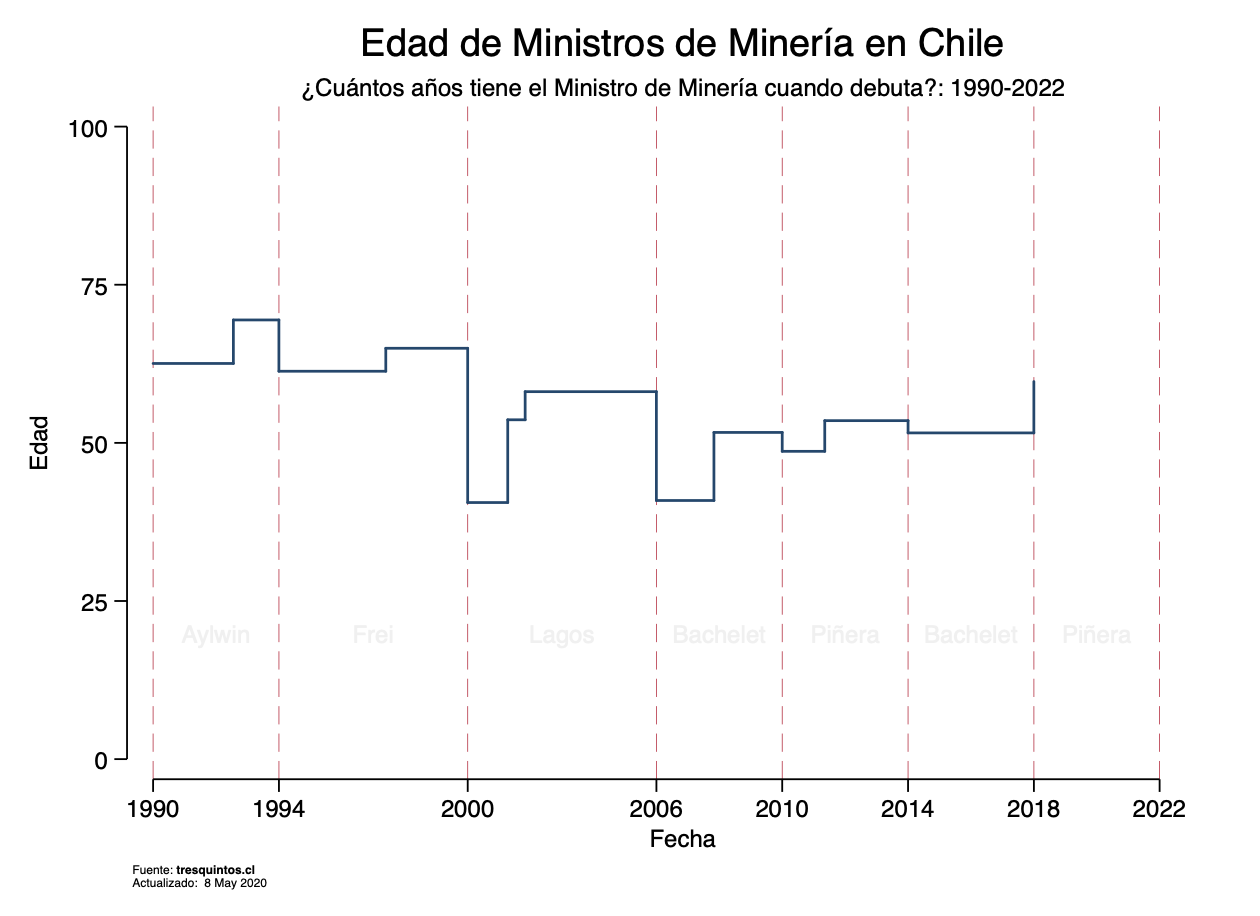 Edad de Ministros de Minería en Chile
¿Cuántos años tiene el Ministro de Minería cuando debuta?: 1990-2022
100
75
50
25
0
Edad
Aylwin Frei Lagos Bachelet Piñera Bachelet Piñera
1990 1994 2000 2006 2010 2014 2018 2022
Fecha
Fuente: tresquintos.cl
Actualizado: 8 May 2020